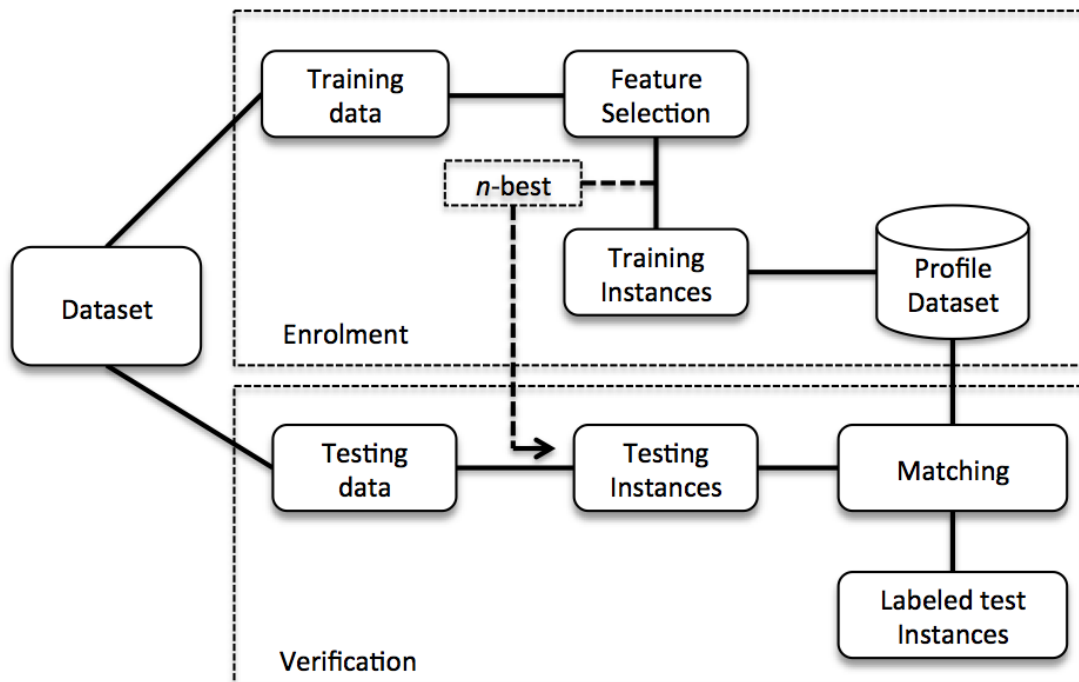 Training
data
Feature
Selection
n-best
Training
Instances
Profile
Dataset
Dataset
Enrolment
Testing
data
Testing
Instances
Matching
Labeled test
Instances
Verification